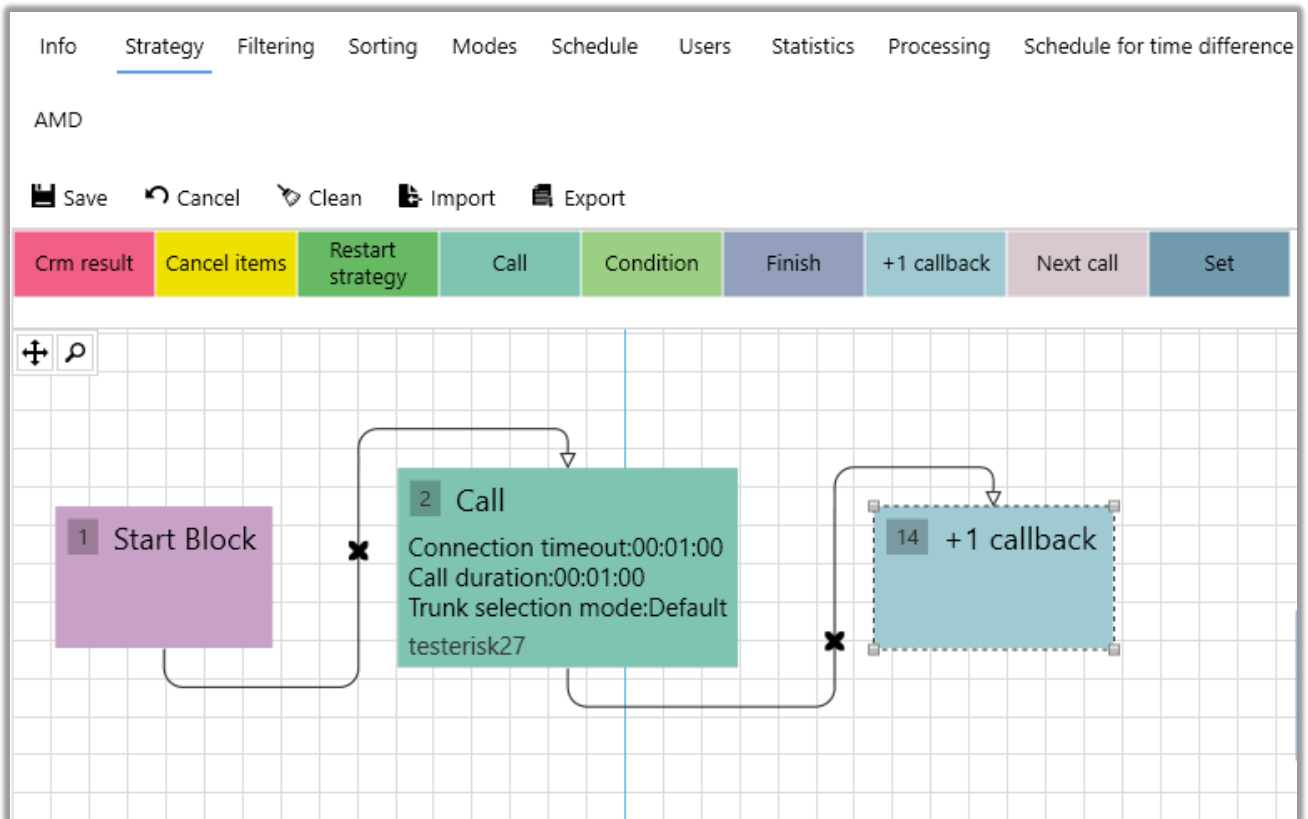 Info Strategy Filtering Sorting Modes Schedule Users Statistics Processing Schedule for time difference
AMD
Save Cancel Clean Import Export
Crm result Cancel items Restart strategy Call Condition Finish +1 callback Next call Set
1 Start Block
2 Call
Connection timeout:00:01:00
Call duration:00:01:00
Trunk selection mode:Default
testerisk27
14 +1 callback